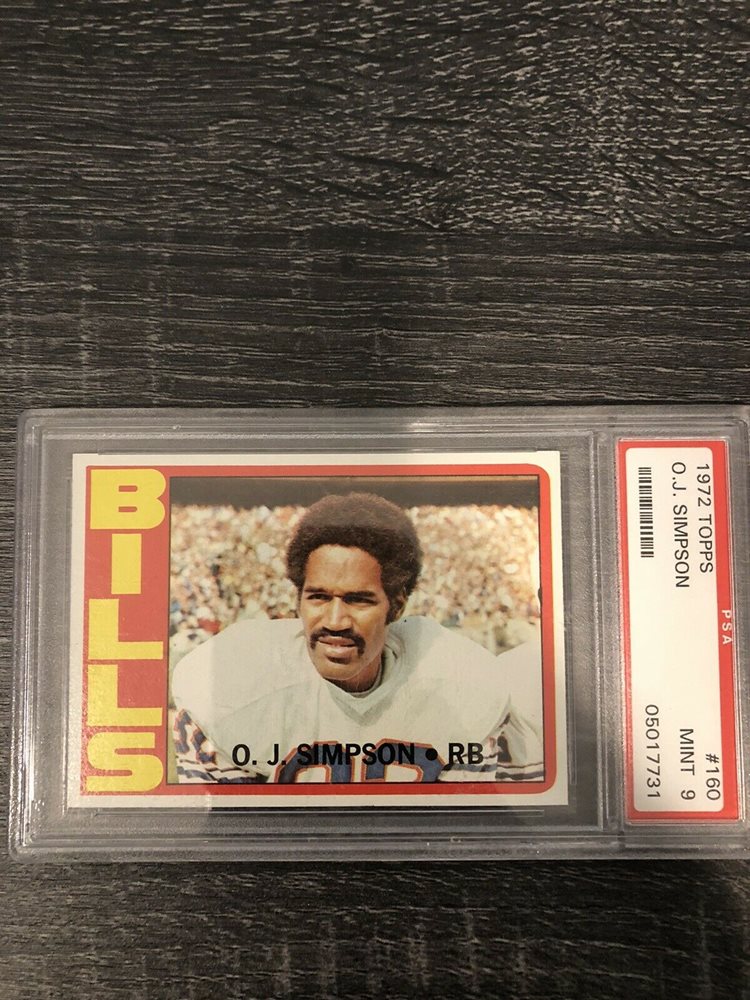 BILLS
O. J. SIMPSON • RB
1972 TOPPS
#160
O.J. SIMPSON
MINT 9
PSA
05017731